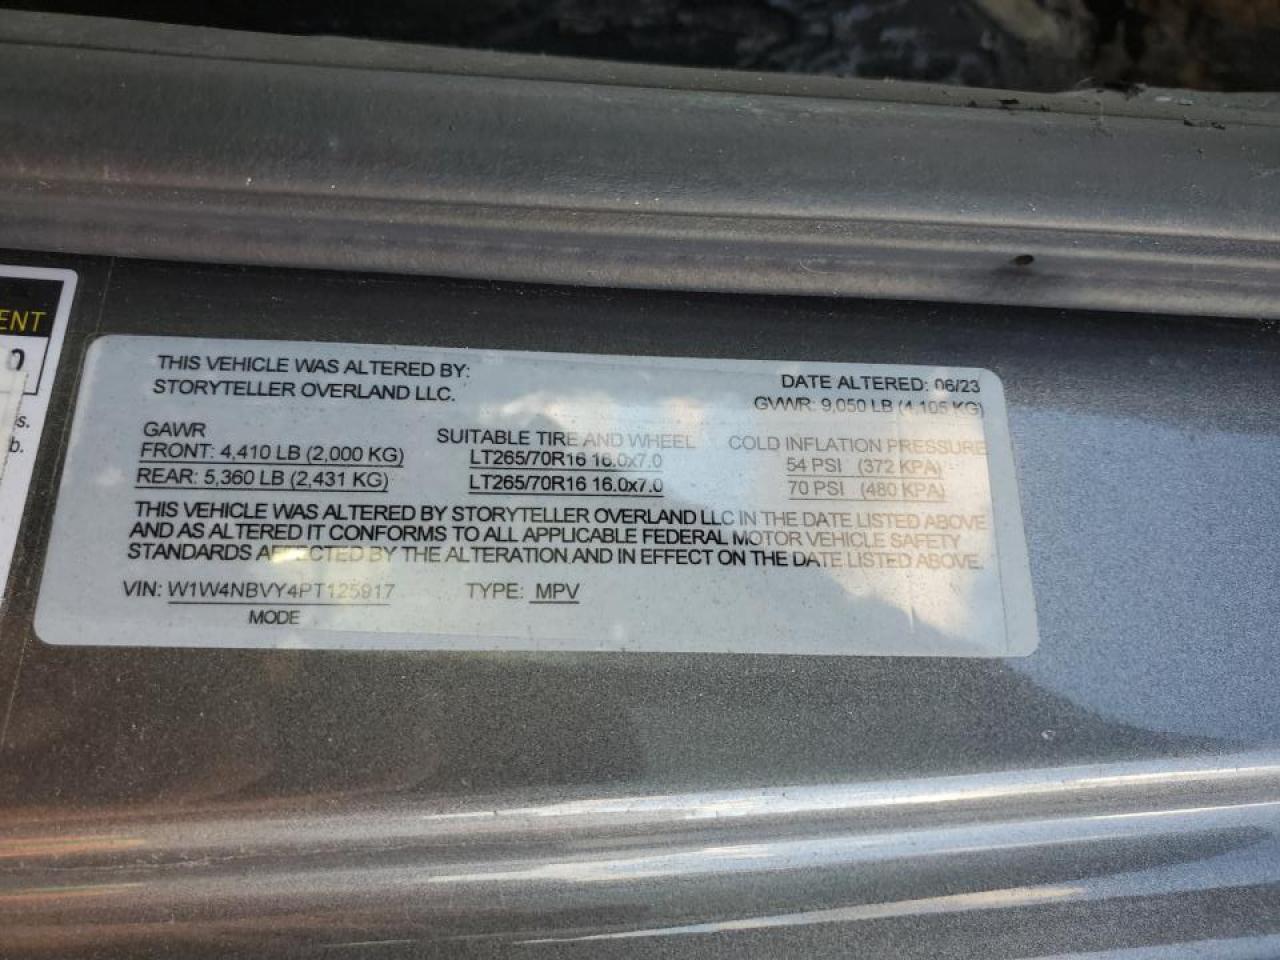 ENT
0
is.
b.
THIS VEHICLE WAS ALTERED BY:
STORYTELLER OVERLAND LLC.
DATE ALTERED: 06/23
GVWR: 9,050 LB (4,105 KG)
GAWR SUITABLE TIRE AND WHEEL COLD INFLATION PRESSURE
FRONT: 4,410 LB (2,000 KG) LT265/70R16 16.0x7.0 54 PSI (372 KPA)
REAR: 5,360 LB (2,431 KG) LT265/70R16 16.0x7.0 70 PSI (480 KPA)
THIS VEHICLE WAS ALTERED BY STORYTELLER OVERLAND LLC IN THE DATE LISTED ABOVE
AND AS ALTERED IT CONFORMS TO ALL APPLICABLE FEDERAL MOTOR VEHICLE SAFETY
STANDARDS AFFECTED BY THE ALTERATION AND IN EFFECT ON THE DATE LISTED ABOVE.
VIN: W1W4NBVY4PT125917 TYPE: MPV
MODE